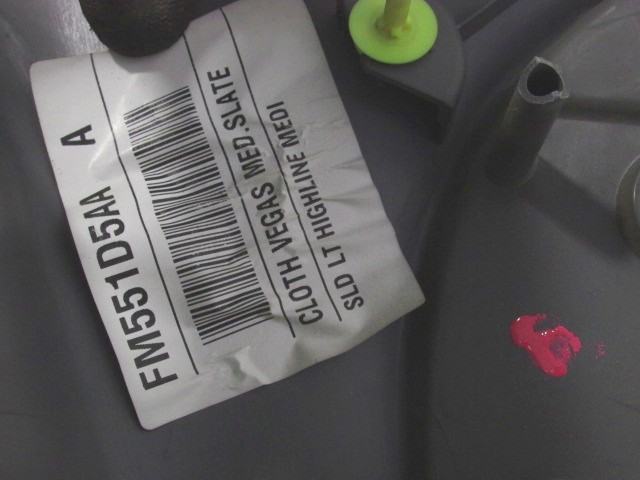 FM551D5AA A
CLOTH VEGAS MED.SLATE
SLD LT HIGHLINE MEDI